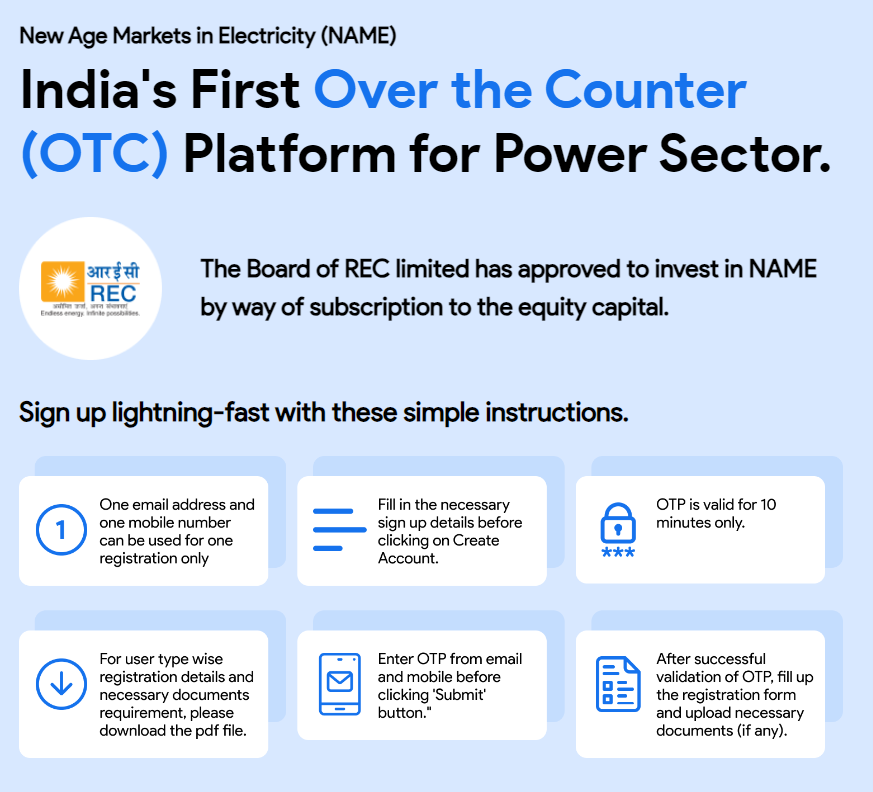 New Age Markets in Electricity (NAME)
India's First Over the Counter
(OTC) Platform for Power Sector.
आर ई सी
REC
असीमित ऊर्जा, अनंत संभावनाएं
Endless energy. Infinite possibilities.
The Board of REC limited has approved to invest in NAME
by way of subscription to the equity capital.
Sign up lightning-fast with these simple instructions.
1
One email address and
one mobile number
can be used for one
registration only
Fill in the necessary
sign up details before
clicking on Create
Account.
***
OTP is valid for 10
minutes only.
For user type wise
registration details and
necessary documents
requirement, please
download the pdf file.
Enter OTP from email
and mobile before
clicking 'Submit'
button."
After successful
validation of OTP, fill up
the registration form
and upload necessary
documents (if any).